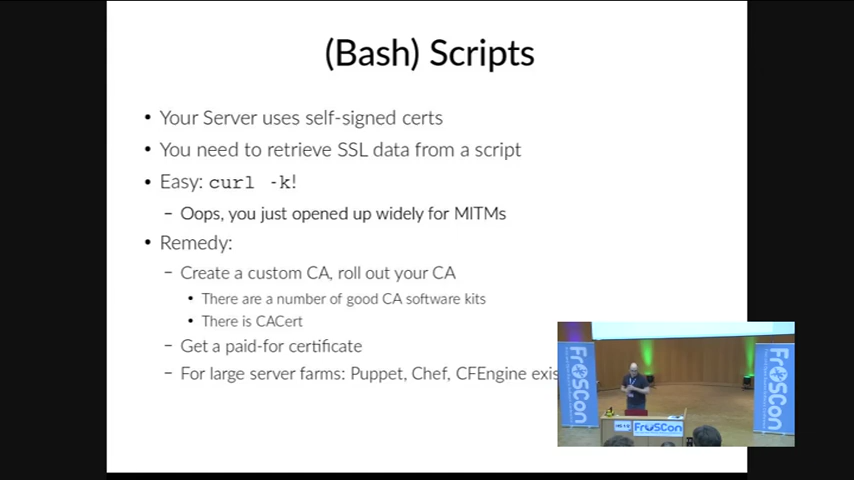 (Bash) Scripts
• Your Server uses self-signed certs
• You need to retrieve SSL data from a script
• Easy: curl -k!
– Oops, you just opened up widely for MITMs
• Remedy:
– Create a custom CA, roll out your CA
• There are a number of good CA software kits
• There is CACert
– Get a paid-for certificate
– For large server farms: Puppet, Chef, CFEngine exis
FrOSCon
FrOSCon
FrOSCon